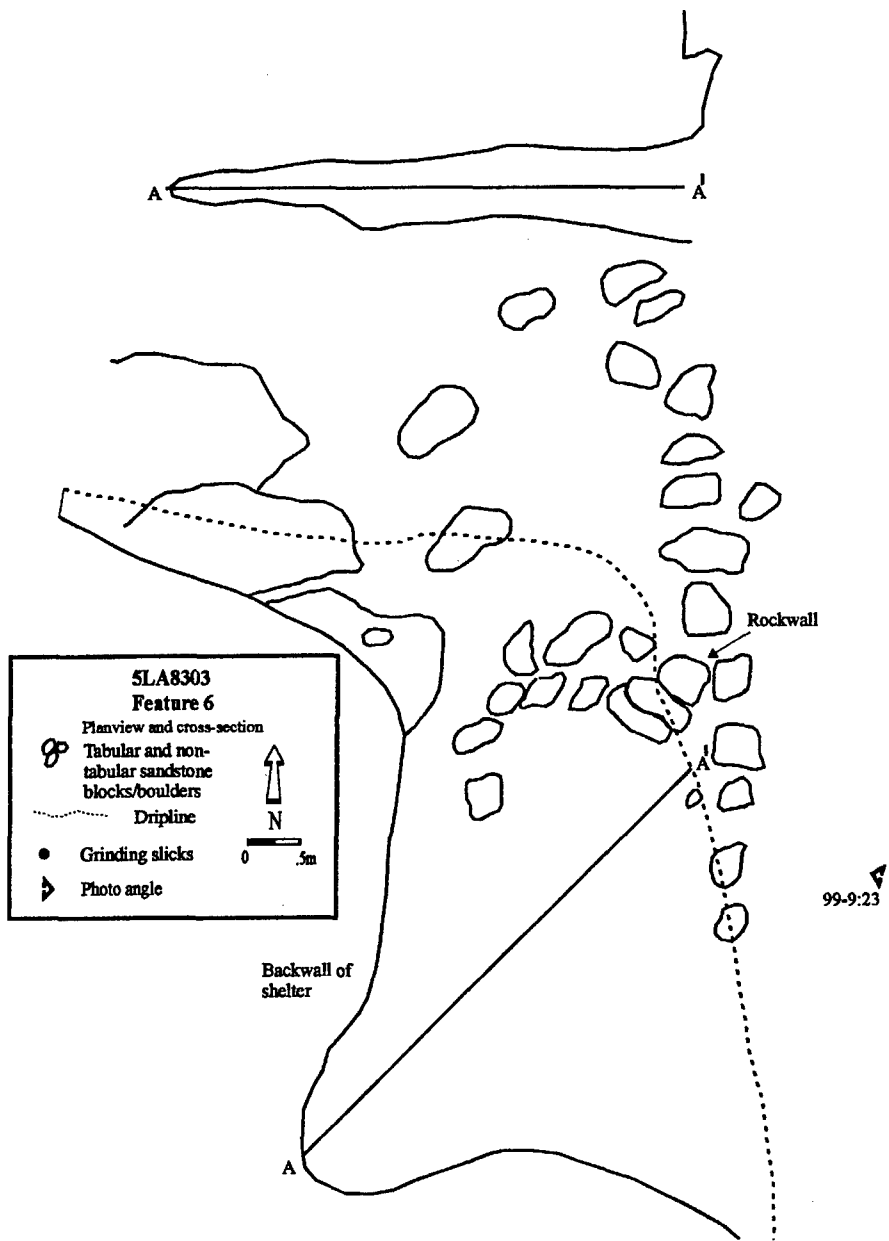 A A'
Rockwall
5LA8303
Feature 6
Planview and cross-section
Tabular and non-
tabular sandstone
blocks/boulders
Dripline
N
0 .5m
Grinding slicks
Photo angle
A'
99-9:23
Backwall of
shelter
A